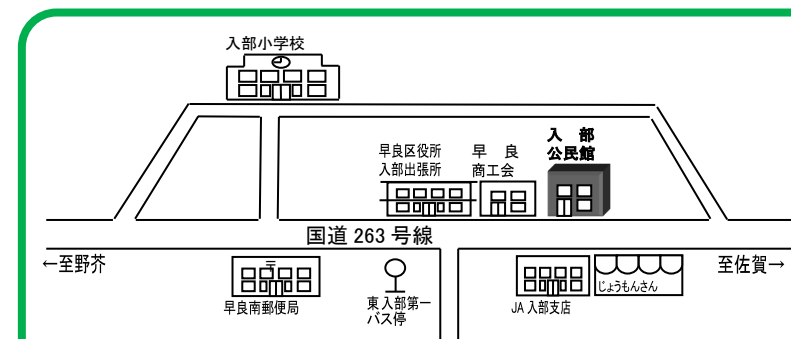 入部小学校
早良区役所
入部出張所
早 良
商工会
入 部
公民館
国道 263 号線
←至野芥
至佐賀→
〒
早良南郵便局
東入部第一
バス停
JA 入部支店
じょうもんさん